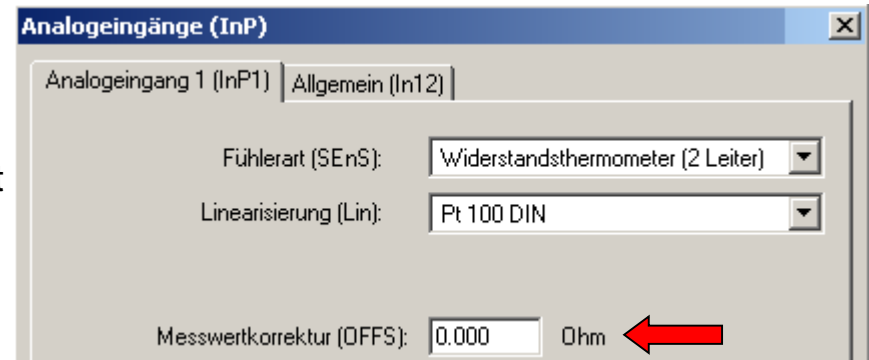 Analogeingänge (InP)
Analogeingang 1 (InP1) Allgemein (In12)
Fühlerart (SEnS): Widerstandsthermometer (2 Leiter)
t
Linearisierung (Lin): Pt 100 DIN
Messwertkorrektur (OFFS): 0.000 Ohm